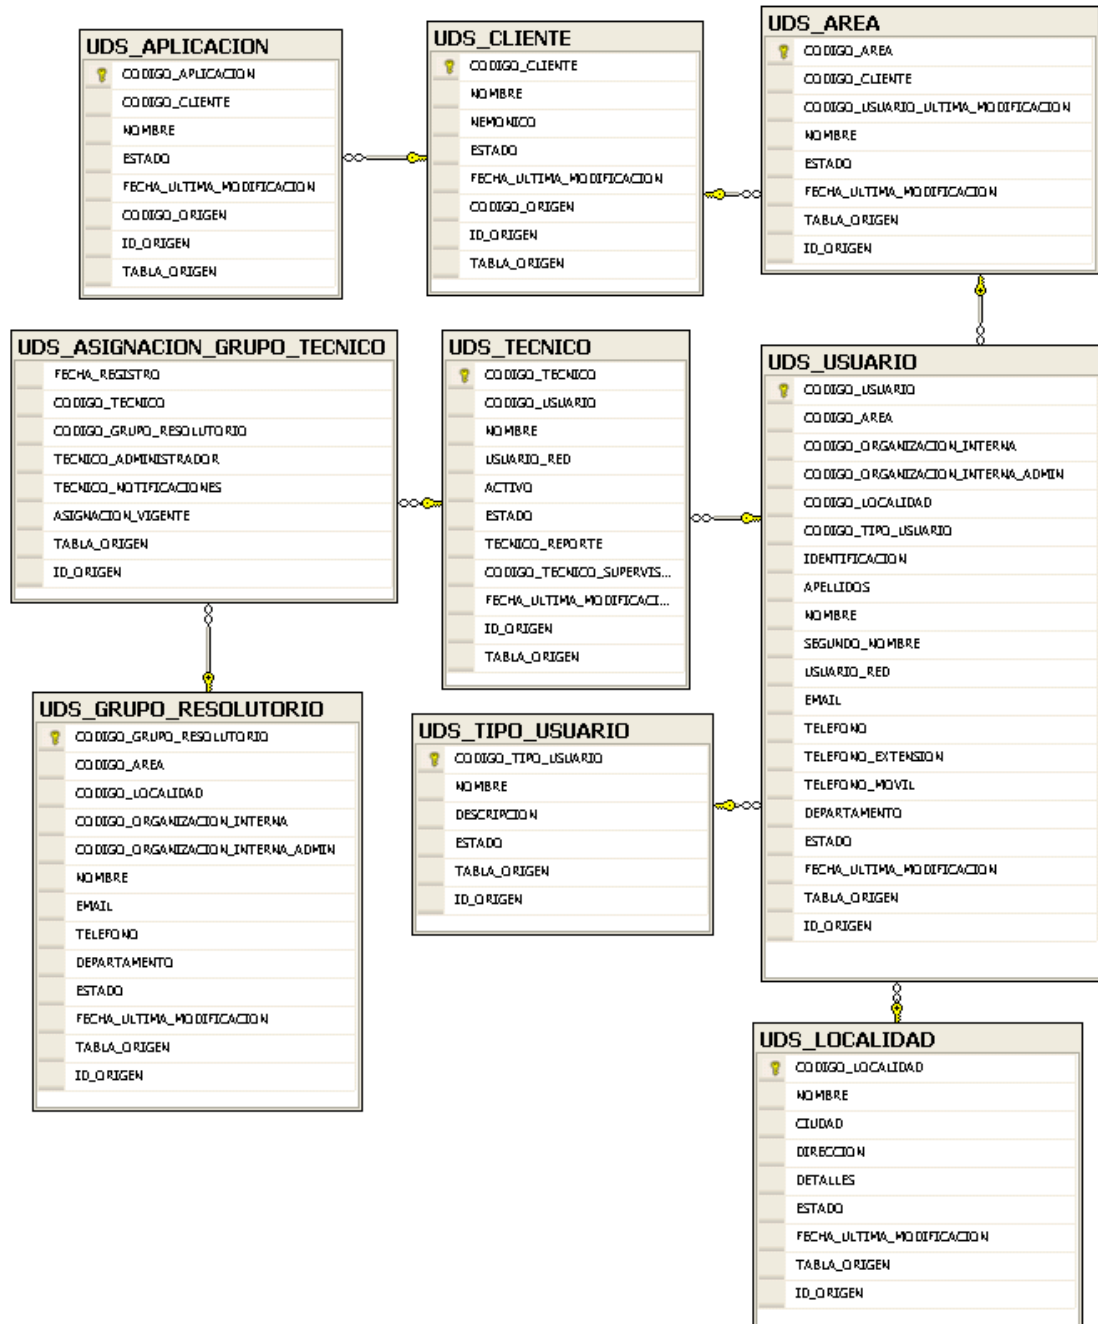 UDS_APLICACION
CODIGO_APLICACION
CODIGO_CLIENTE
NOMBRE
ESTADO
FECHA_ULTIMA_MODIFICACION
CODIGO_ORIGEN
ID_ORIGEN
TABLA_ORIGEN
UDS_CLIENTE
CODIGO_CLIENTE
NOMBRE
NEMONICO
ESTADO
FECHA_ULTIMA_MODIFICACION
CODIGO_ORIGEN
ID_ORIGEN
TABLA_ORIGEN
UDS_AREA
CODIGO_AREA
CODIGO_CLIENTE
CODIGO_USUARIO_ULTIMA_MODIFICACION
NOMBRE
ESTADO
FECHA_ULTIMA_MODIFICACION
TABLA_ORIGEN
ID_ORIGEN
UDS_ASIGNACION_GRUPO_TECNICO
FECHA_REGISTRO
CODIGO_TECNICO
CODIGO_GRUPO_RESOLUTORIO
TECNICO_ADMINISTRADOR
TECNICO_NOTIFICACIONES
ASIGNACION_VIGENTE
TABLA_ORIGEN
ID_ORIGEN
UDS_TECNICO
CODIGO_TECNICO
CODIGO_USUARIO
NOMBRE
USUARIO_RED
ACTIVO
ESTADO
TECNICO_REPORTE
CODIGO_TECNICO_SUPERVIS...
FECHA_ULTIMA_MODIFICACI...
ID_ORIGEN
TABLA_ORIGEN
UDS_USUARIO
CODIGO_USUARIO
CODIGO_AREA
CODIGO_ORGANIZACION_INTERNA
CODIGO_ORGANIZACION_INTERNA_ADMIN
CODIGO_LOCALIDAD
CODIGO_TIPO_USUARIO
IDENTIFICACION
APELLIDOS
NOMBRE
SEGUNDO_NOMBRE
USUARIO_RED
EMAIL
TELEFONO
TELEFONO_EXTENSION
TELEFONO_MOVIL
DEPARTAMENTO
ESTADO
FECHA_ULTIMA_MODIFICACION
TABLA_ORIGEN
ID_ORIGEN
UDS_GRUPO_RESOLUTORIO
CODIGO_GRUPO_RESOLUTORIO
CODIGO_AREA
CODIGO_LOCALIDAD
CODIGO_ORGANIZACION_INTERNA
CODIGO_ORGANIZACION_INTERNA_ADMIN
NOMBRE
EMAIL
TELEFONO
DEPARTAMENTO
ESTADO
FECHA_ULTIMA_MODIFICACION
TABLA_ORIGEN
ID_ORIGEN
UDS_TIPO_USUARIO
CODIGO_TIPO_USUARIO
NOMBRE
DESCRIPCION
ESTADO
TABLA_ORIGEN
ID_ORIGEN
UDS_LOCALIDAD
CODIGO_LOCALIDAD
NOMBRE
CIUDAD
DIRECCION
DETALLES
ESTADO
FECHA_ULTIMA_MODIFICACION
TABLA_ORIGEN
ID_ORIGEN